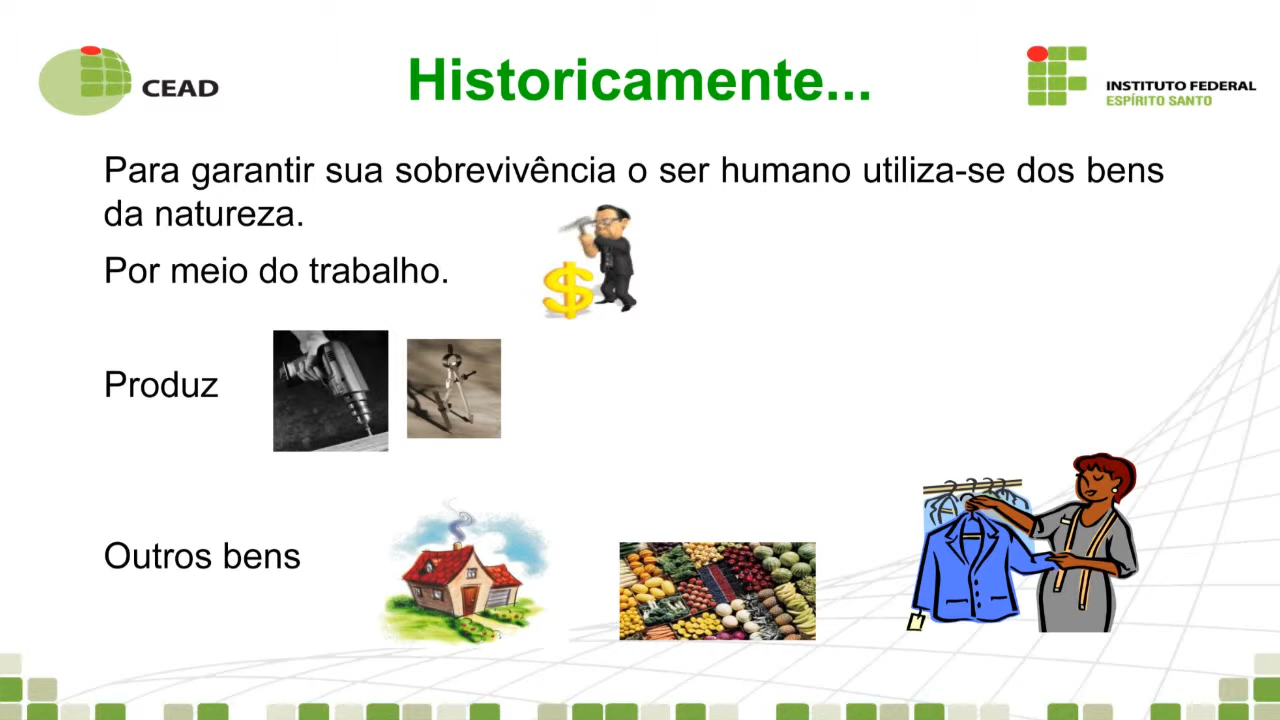 CEAD
Historicamente...
INSTITUTO FEDERAL
ESPÍRITO SANTO
Para garantir sua sobrevivência o ser humano utiliza-se dos bens
da natureza.
Por meio do trabalho.
$
Produz
Outros bens